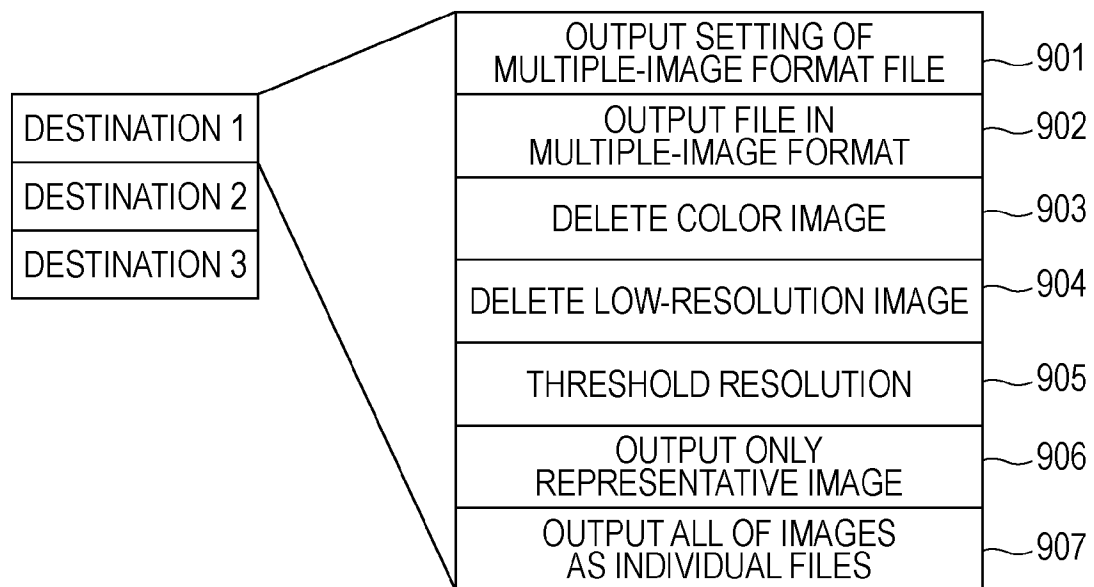 DESTINATION 1
DESTINATION 2
DESTINATION 3
OUTPUT SETTING OF
MULTIPLE-IMAGE FORMAT FILE
901
OUTPUT FILE IN
MULTIPLE-IMAGE FORMAT
902
DELETE COLOR IMAGE
903
DELETE LOW-RESOLUTION IMAGE
904
THRESHOLD RESOLUTION
905
OUTPUT ONLY
REPRESENTATIVE IMAGE
906
OUTPUT ALL OF IMAGES
AS INDIVIDUAL FILES
907